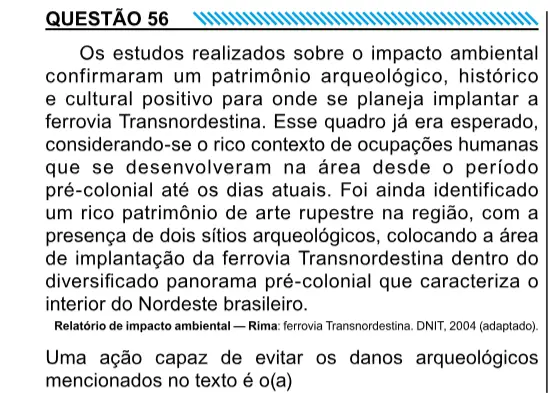 QUESTÃO 56
Os estudos realizados sobre o impacto ambiental
confirmaram um patrimônio arqueológico, histórico
e cultural positivo para onde se planeja implantar a
ferrovia Transnordestina. Esse quadro já era esperado,
considerando-se o rico contexto de ocupações humanas
que se desenvolveram na área desde o período
pré-colonial até os dias atuais. Foi ainda identificado
um rico patrimônio de arte rupestre na região, com a
presença de dois sítios arqueológicos, colocando a área
de implantação da ferrovia Transnordestina dentro do
diversificado panorama pré-colonial que caracteriza o
interior do Nordeste brasileiro.
Relatório de impacto ambiental — Rima: ferrovia Transnordestina. DNIT, 2004 (adaptado).
Uma ação capaz de evitar os danos arqueológicos
mencionados no texto é o(a)